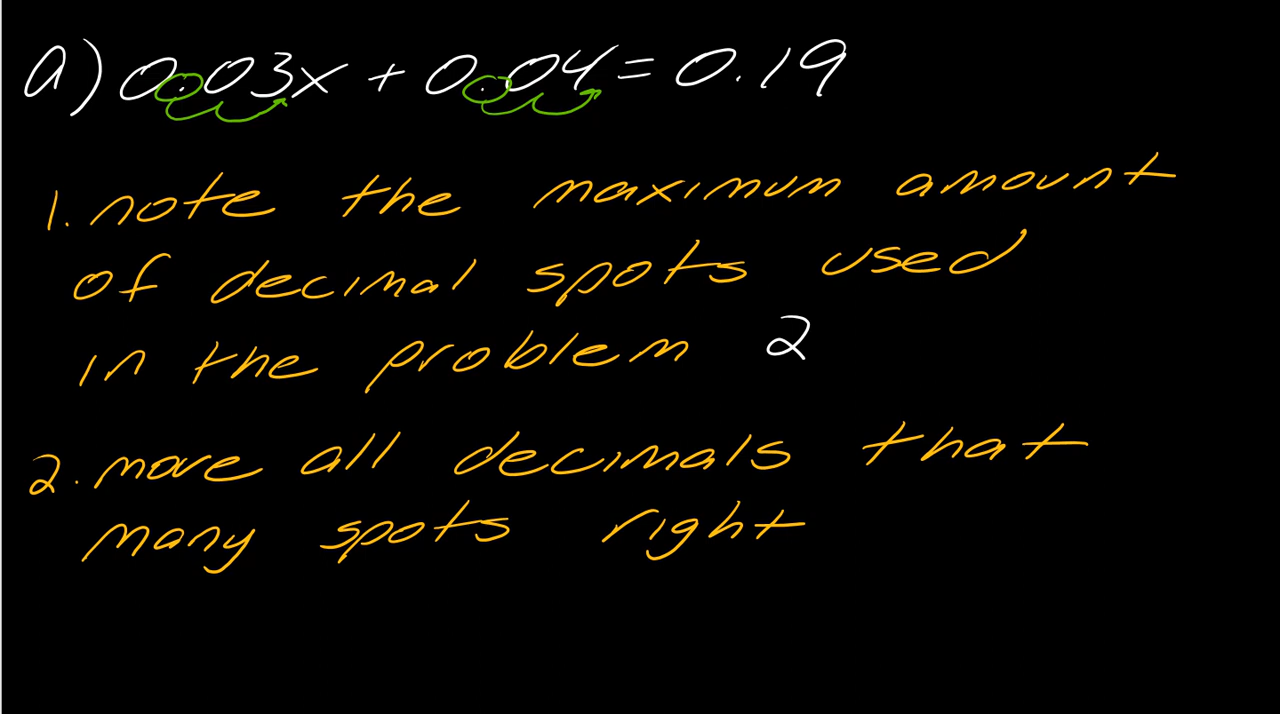 a) 0.03x + 0.04 = 0.19
1. note the maximum amount
of decimal spots used
in the problem 2
2. move all decimals that
many spots right